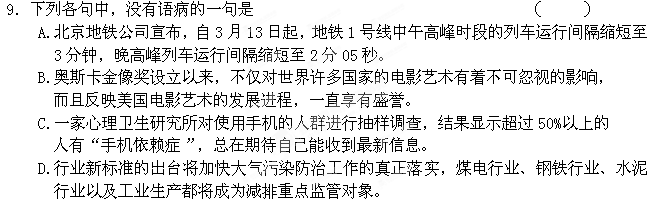 9. 下列各句中，没有语病的一句是 （ ）
A.北京地铁公司宣布，自3月13日起，地铁1号线中午高峰时段的列车运行间隔缩短至
3分钟，晚高峰列车运行间隔缩短至2分05秒。
B.奥斯卡金像奖设立以来，不仅对世界许多国家的电影艺术有着不可忽视的影响，
而且反映美国电影艺术的发展进程，一直享有盛誉。
C.一家心理卫生研究所对使用手机的人群进行抽样调查，结果显示超过50%以上的
人有“手机依赖症”，总在期待自己能收到最新信息。
D.行业新标准的出台将加快大气污染防治工作的真正落实，煤电行业、钢铁行业、水泥
行业以及工业生产都将成为减排重点监管对象。